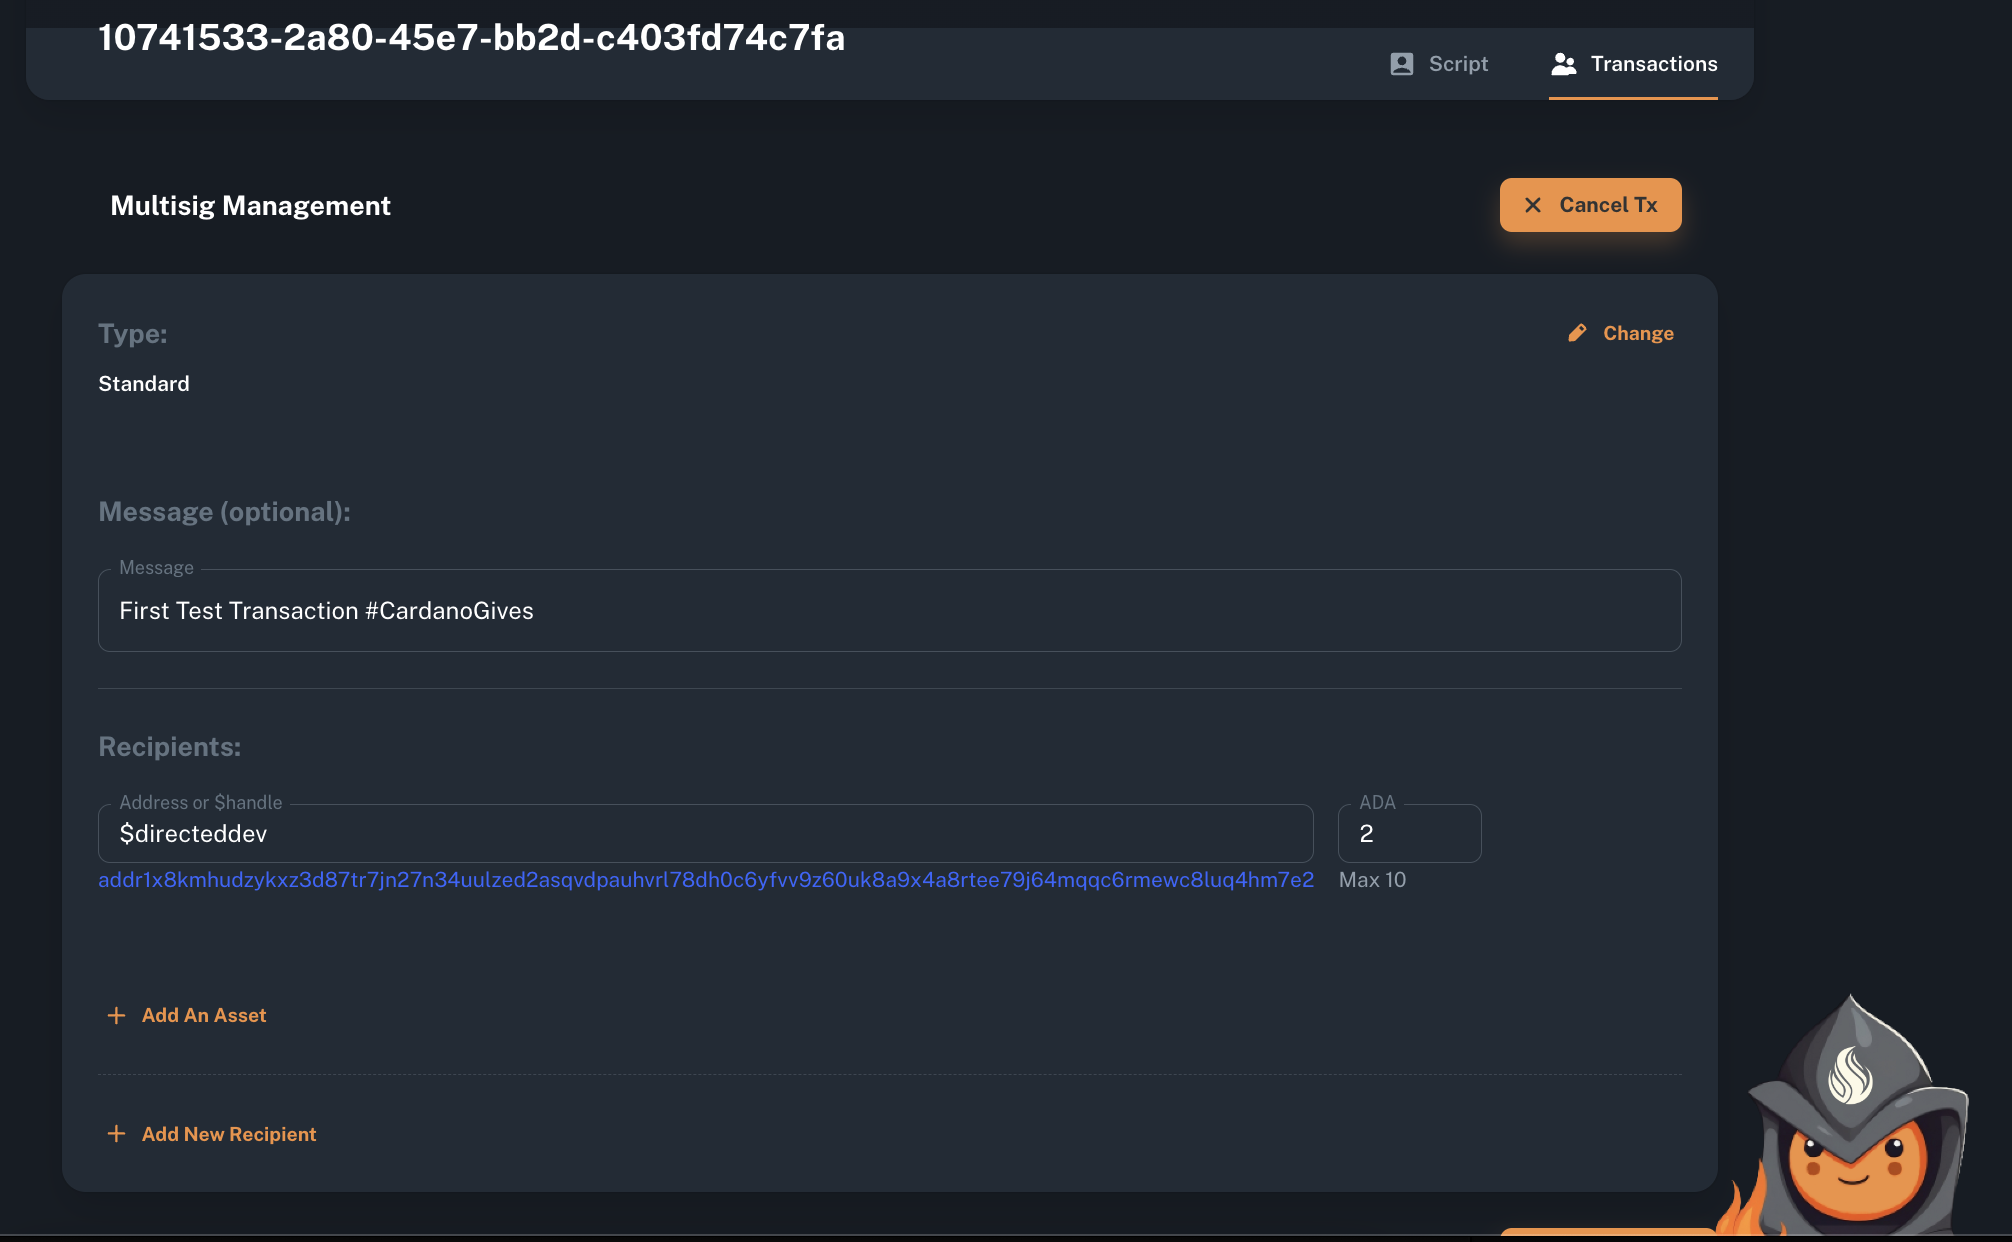 10741533-2a80-45e7-bb2d-c403fd74c7fa
Script
Transactions
Multisig Management
Cancel Tx
Type:
Change
Standard
Message (optional):
Message
First Test Transaction #CardanoGives
Recipients:
Address or $handle
ADA
$directeddev
2
addr1x8kmhudzykxz3d87tr7jn27n34uulzed2asqvdpauhvrl78dh0c6yfvv9z60uk8a9x4a8rtee79j64mqqc6rmewc8luq4hm7e2
Max 10
Add An Asset
Add New Recipient